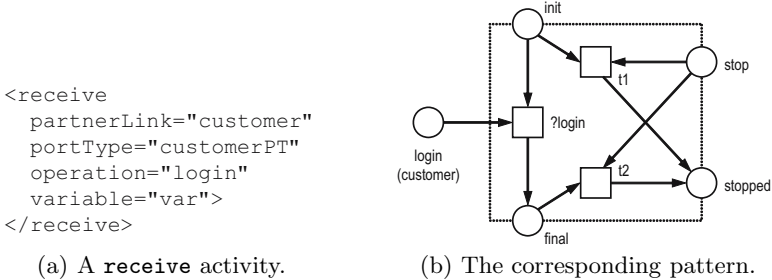 <receive
partnerLink="customer"
portType="customerPT"
operation="login"
variable="var">
</receive>
(a) A receive activity.
init
stop
t1
?login
login
(customer)
t2
stopped
final
(b) The corresponding pattern.